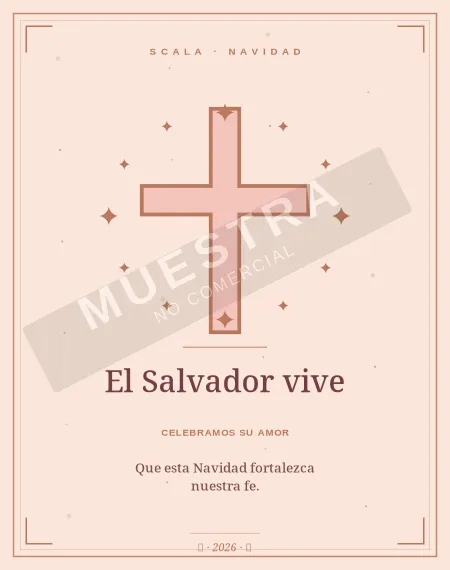 SCALA · NAVIDAD
MUESTRA
NO COMERCIAL
El Salvador vive
CELEBRAMOS SU AMOR
Que esta Navidad fortalezca
nuestra fe.
· 2026 ·